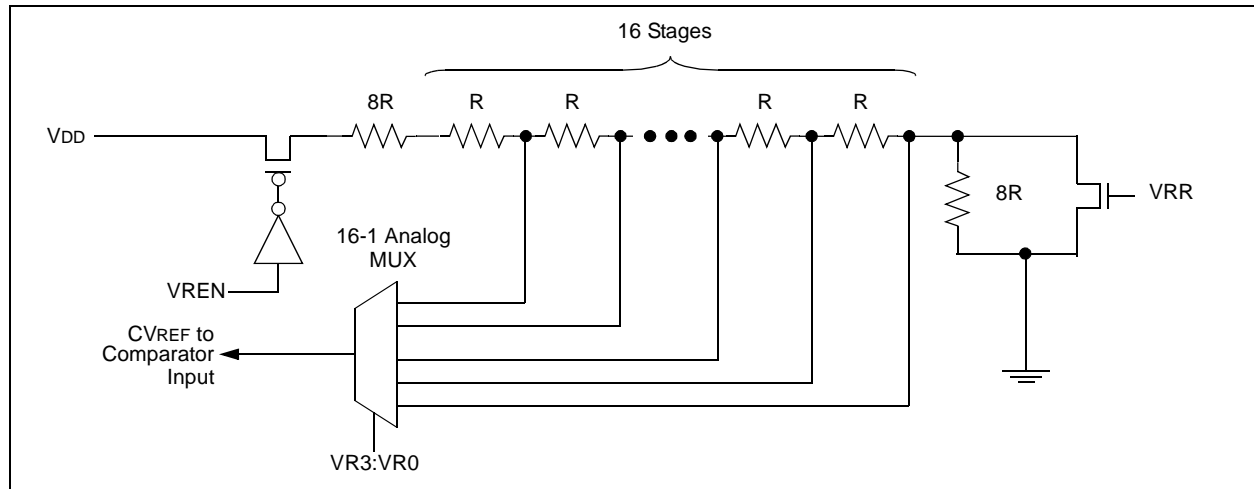 16 Stages
8R
R
R
R
R
VDD
8R
VRR
16-1 Analog
MUX
VREN
CVREF to
Comparator
Input
VR3:VR0